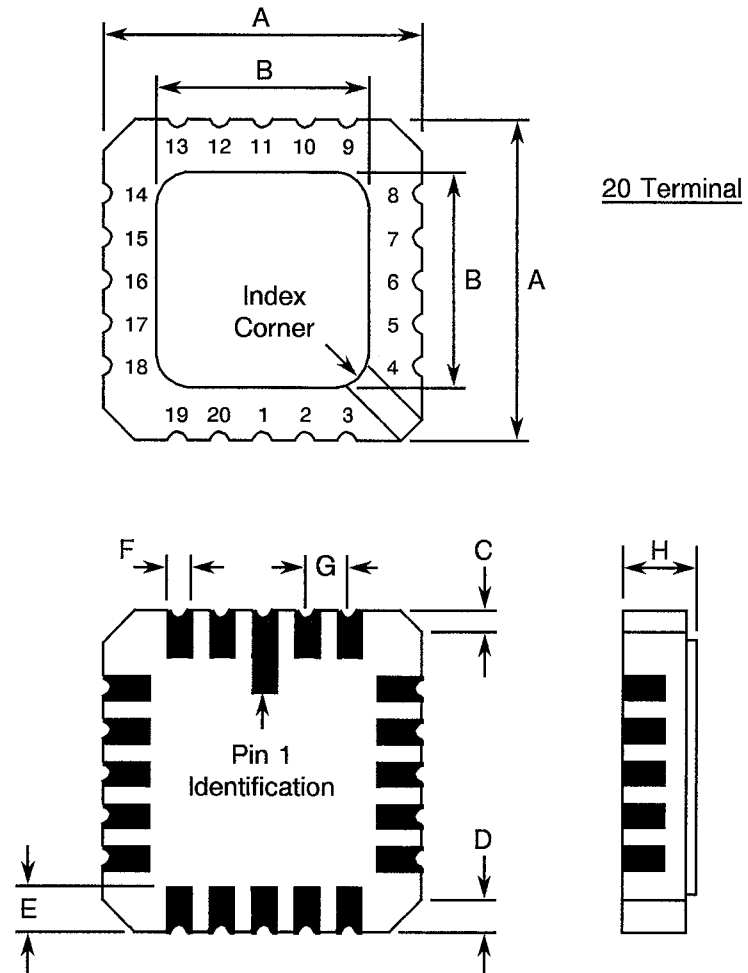 A
B
13 12 11 10 9
20 Terminal
14
15
16
17
18
8
7
6
5
4
B
A
Index
Corner
19 20 1 2 3
F
G
C
H
Pin 1
Identification
D
E